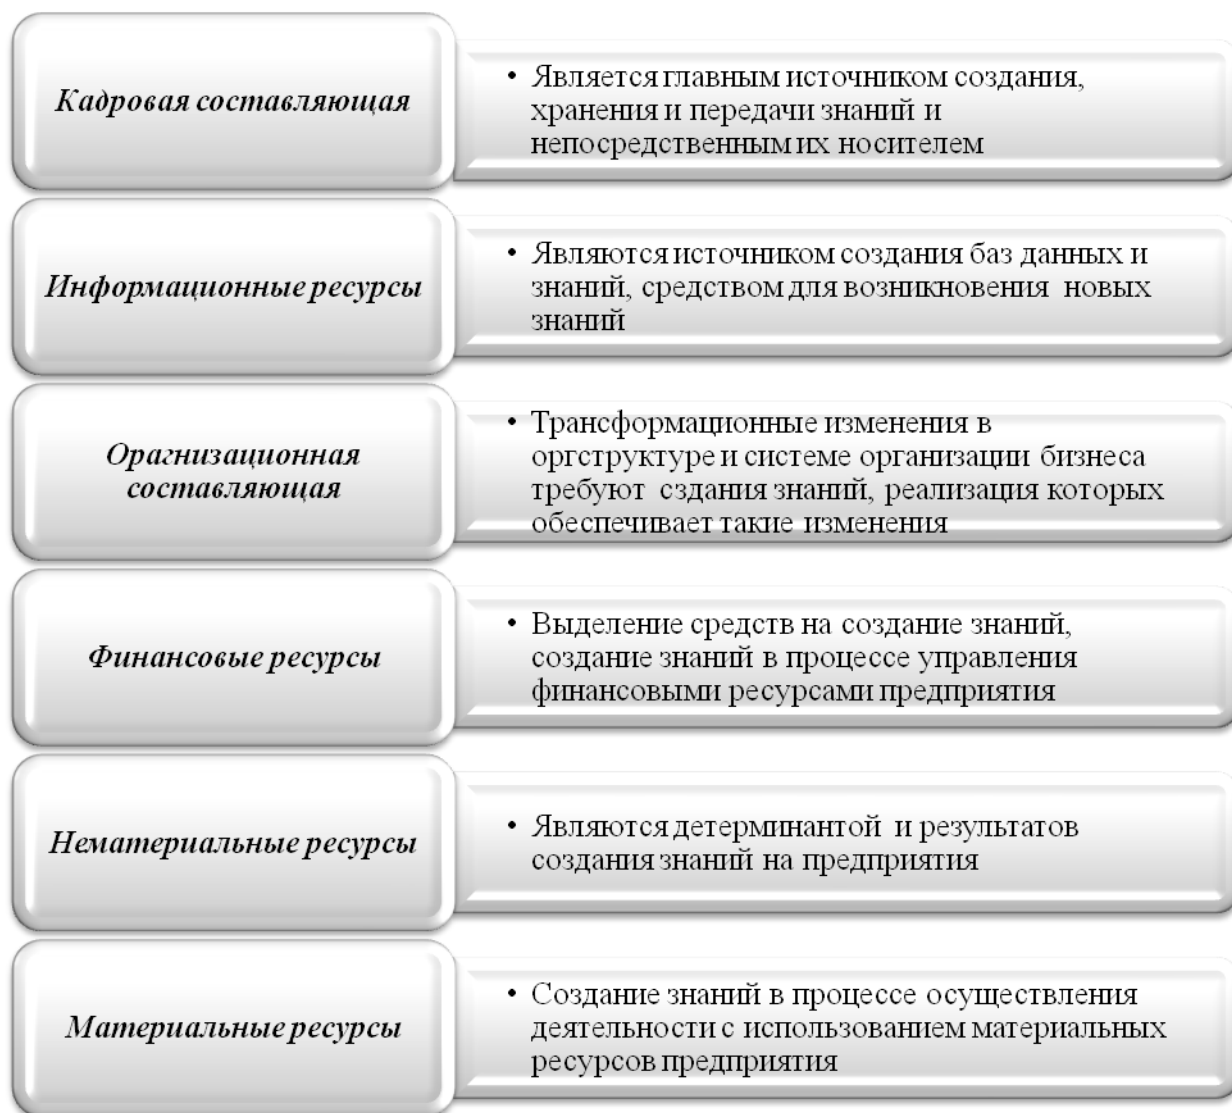 Кадровая составляющая
• Является главным источником создания,
хранения и передачи знаний и
непосредственным их носителем
Информационные ресурсы
• Являются источником создания баз данных и
знаний, средством для возникновения новых
знаний
Орагнизационная
составляющая
• Трансформационные изменения в
оргструктуре и системе организации бизнеса
требуют сздания знаний, реализация которых
обеспечивает такие изменения
Финансовые ресурсы
• Выделение средств на создание знаний,
создание знаний в процессе управления
финансовыми ресурсами предприятия
Нематериальные ресурсы
• Являются детерминантой и результатов
создания знаний на предприятия
Материальные ресурсы
• Создание знаний в процессе осуществления
деятельности с использованием материальных
ресурсов предприятия